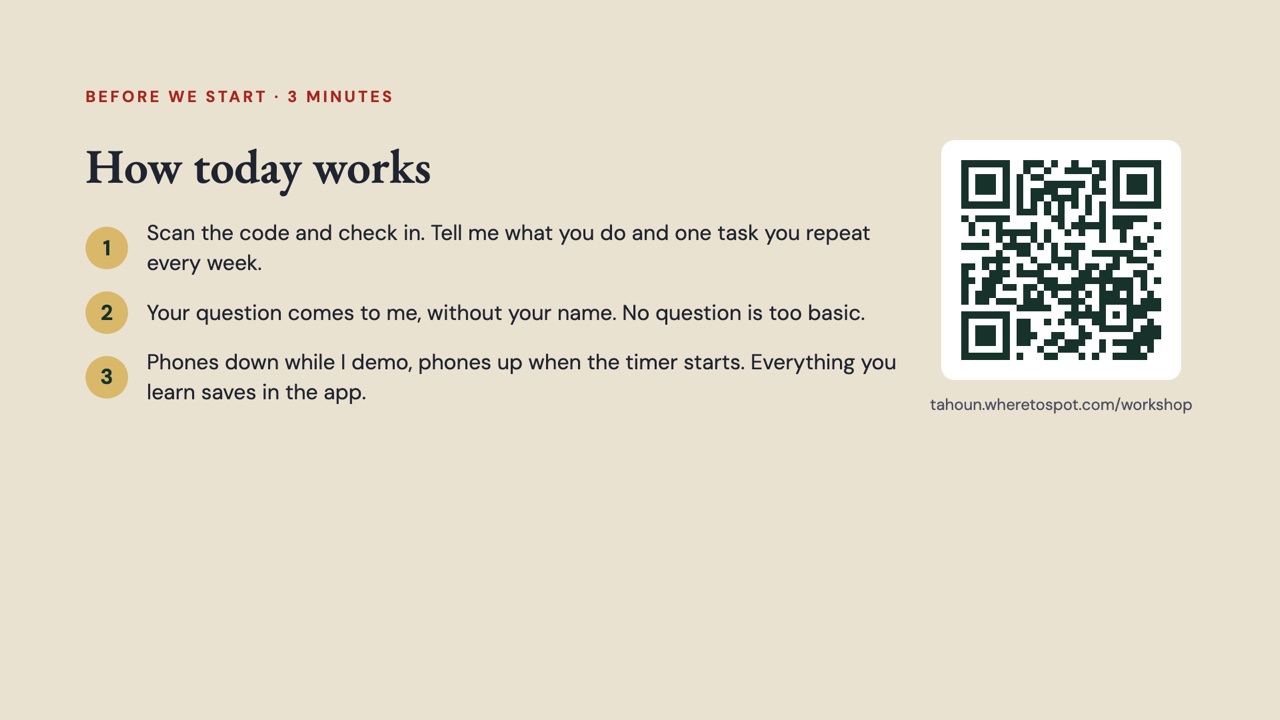 BEFORE WE START · 3 MINUTES
How today works
1
Scan the code and check in. Tell me what you do and one task you repeat
every week.
2
Your question comes to me, without your name. No question is too basic.
3
Phones down while I demo, phones up when the timer starts. Everything you
learn saves in the app.
tahoun.wheretospot.com/workshop